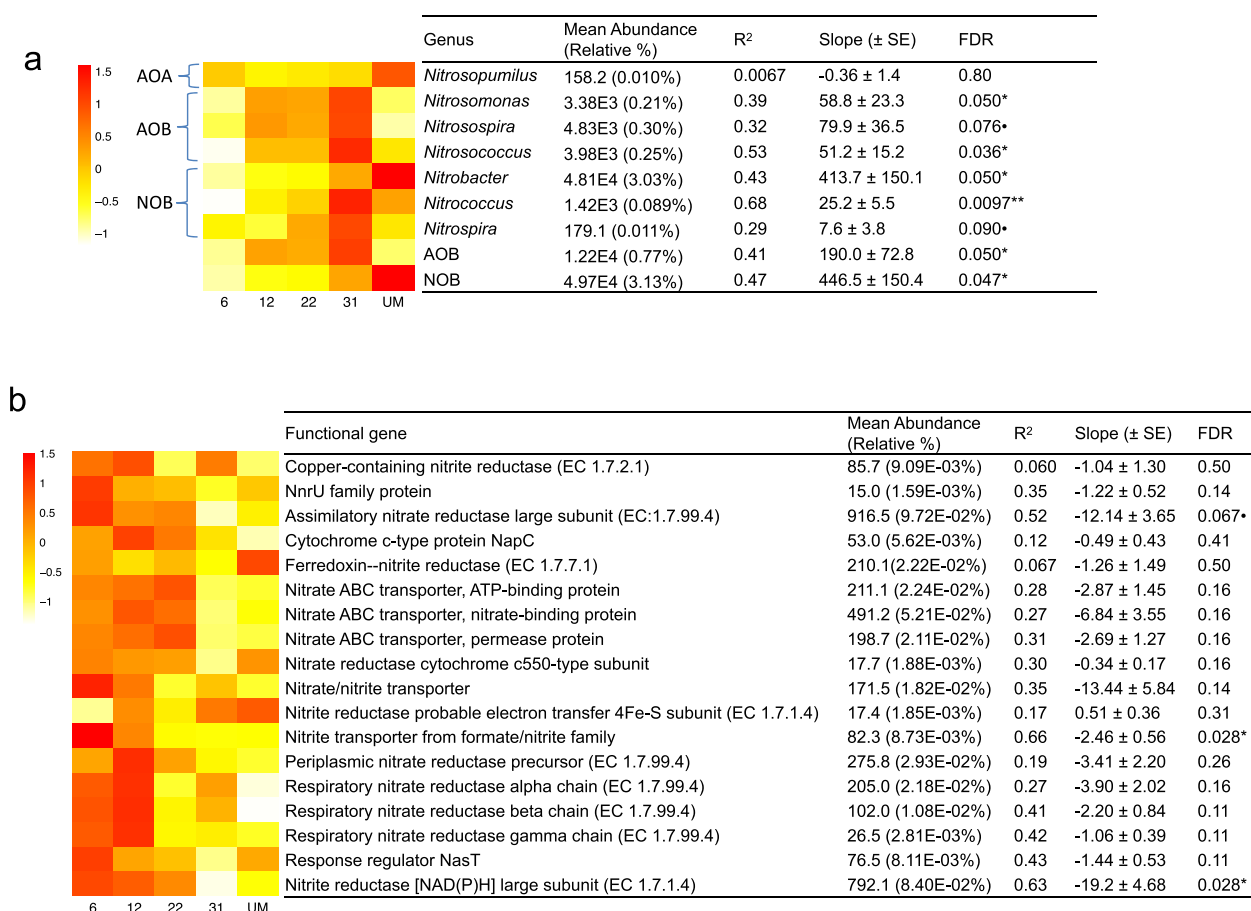 a
Genus Mean Abundance (Relative %) R² Slope (± SE) FDR
1.5
1
0.5
0
−0.5
−1
AOA
AOB
NOB
Nitrosopumilus 158.2 (0.010%) 0.0067 -0.36 ± 1.4 0.80
Nitrosomonas 3.38E3 (0.21%) 0.39 58.8 ± 23.3 0.050*
Nitrosospira 4.83E3 (0.30%) 0.32 79.9 ± 36.5 0.076•
Nitrosococcus 3.98E3 (0.25%) 0.53 51.2 ± 15.2 0.036*
Nitrobacter 4.81E4 (3.03%) 0.43 413.7 ± 150.1 0.050*
Nitrococcus 1.42E3 (0.089%) 0.68 25.2 ± 5.5 0.0097**
Nitrospira 179.1 (0.011%) 0.29 7.6 ± 3.8 0.090•
AOB 1.22E4 (0.77%) 0.41 190.0 ± 72.8 0.050*
NOB 4.97E4 (3.13%) 0.47 446.5 ± 150.4 0.047*
6 12 22 31 UM
b
Functional gene Mean Abundance (Relative %) R² Slope (± SE) FDR
1.5
1
0.5
0
−0.5
−1
Copper-containing nitrite reductase (EC 1.7.2.1) 85.7 (9.09E-03%) 0.060 -1.04 ± 1.30 0.50
NnrU family protein 15.0 (1.59E-03%) 0.35 -1.22 ± 0.52 0.14
Assimilatory nitrate reductase large subunit (EC:1.7.99.4) 916.5 (9.72E-02%) 0.52 -12.14 ± 3.65 0.067•
Cytochrome c-type protein NapC 53.0 (5.62E-03%) 0.12 -0.49 ± 0.43 0.41
Ferredoxin--nitrite reductase (EC 1.7.7.1) 210.1(2.22E-02%) 0.067 -1.26 ± 1.49 0.50
Nitrate ABC transporter, ATP-binding protein 211.1 (2.24E-02%) 0.28 -2.87 ± 1.45 0.16
Nitrate ABC transporter, nitrate-binding protein 491.2 (5.21E-02%) 0.27 -6.84 ± 3.55 0.16
Nitrate ABC transporter, permease protein 198.7 (2.11E-02%) 0.31 -2.69 ± 1.27 0.16
Nitrate reductase cytochrome c550-type subunit 17.7 (1.88E-03%) 0.30 -0.34 ± 0.17 0.16
Nitrate/nitrite transporter 171.5 (1.82E-02%) 0.35 -13.44 ± 5.84 0.14
Nitrite reductase probable electron transfer 4Fe-S subunit (EC 1.7.1.4) 17.4 (1.85E-03%) 0.17 0.51 ± 0.36 0.31
Nitrite transporter from formate/nitrite family 82.3 (8.73E-03%) 0.66 -2.46 ± 0.56 0.028*
Periplasmic nitrate reductase precursor (EC 1.7.99.4) 275.8 (2.93E-02%) 0.19 -3.41 ± 2.20 0.26
Respiratory nitrate reductase alpha chain (EC 1.7.99.4) 205.0 (2.18E-02%) 0.27 -3.90 ± 2.02 0.16
Respiratory nitrate reductase beta chain (EC 1.7.99.4) 102.0 (1.08E-02%) 0.41 -2.20 ± 0.84 0.11
Respiratory nitrate reductase gamma chain (EC 1.7.99.4) 26.5 (2.81E-03%) 0.42 -1.06 ± 0.39 0.11
Response regulator NasT 76.5 (8.11E-03%) 0.43 -1.44 ± 0.53 0.11
Nitrite reductase [NAD(P)H] large subunit (EC 1.7.1.4) 792.1 (8.40E-02%) 0.63 -19.2 ± 4.68 0.028*
6 12 22 31 UM